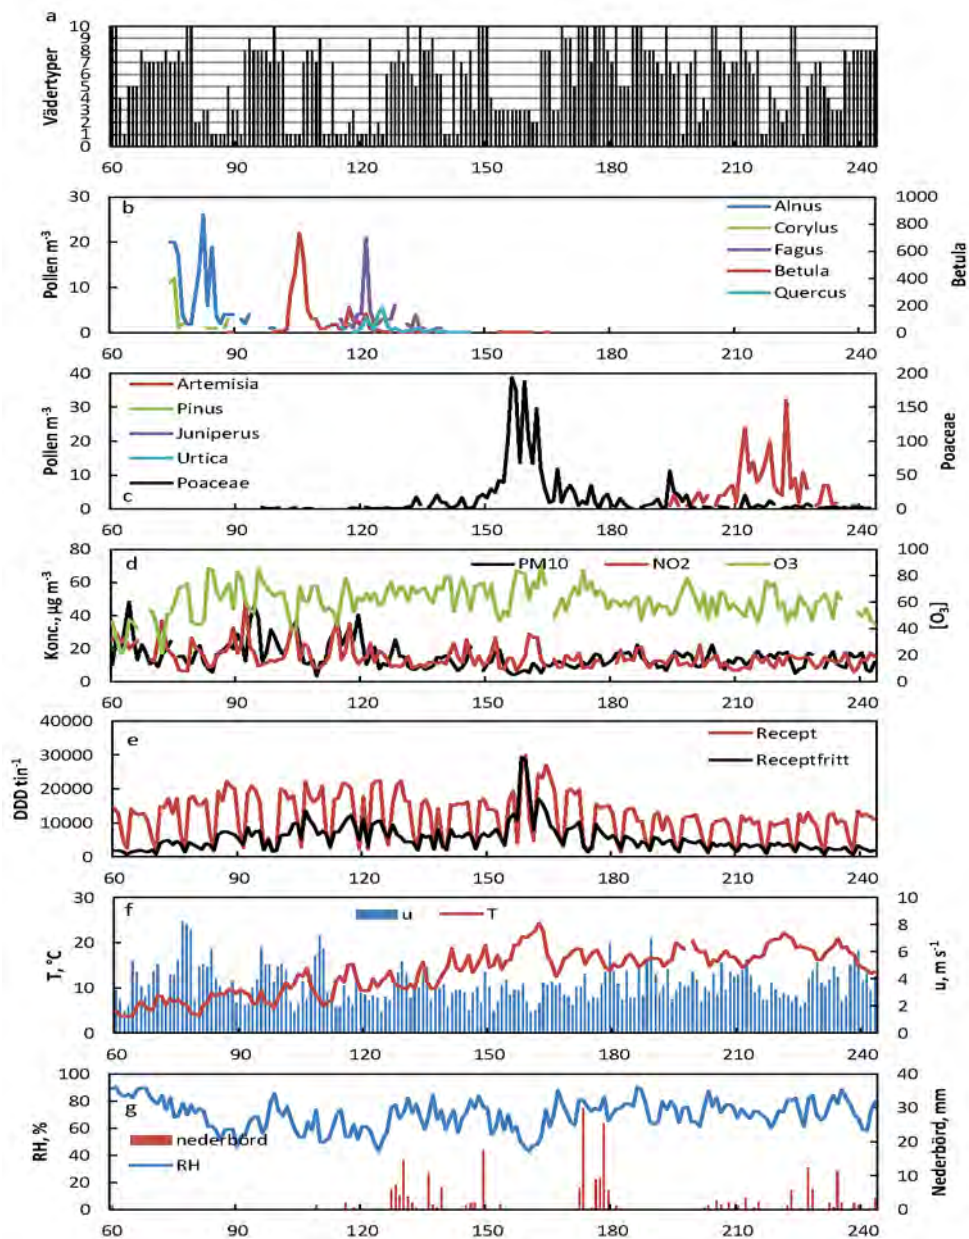 a
10
9
8
7
6
5
4
3
2
1
0
Vädertyper
60 90 120 150 180 210 240
b
30
20
10
0
Pollen m-3
Alnus
Corylus
Fagus
Betula
Quercus
1000
800
600
400
200
0
Betula
60 90 120 150 180 210 240
40
30
20
10
0
Pollen m-3
Artemisia
Pinus
Juniperus
Urtica
Poaceae
c
200
150
100
50
0
Poaceae
60 90 120 150 180 210 240
d
80
60
40
20
0
Konc., µg m-3
PM10 NO2 O3
100
80
60
40
20
0
[O3]
60 90 120 150 180 210 240
e
40000
30000
20000
10000
0
DDD tin-1
Recept
Receptfritt
60 90 120 150 180 210 240
f
30
20
10
0
T, °C
u T
10
8
6
4
2
0
u, m s-1
60 90 120 150 180 210 240
100
80
60
40
20
0
RH, %
g
nederbörd
RH
40
30
20
10
0
Nederbörd, mm
60 90 120 150 180 210 240